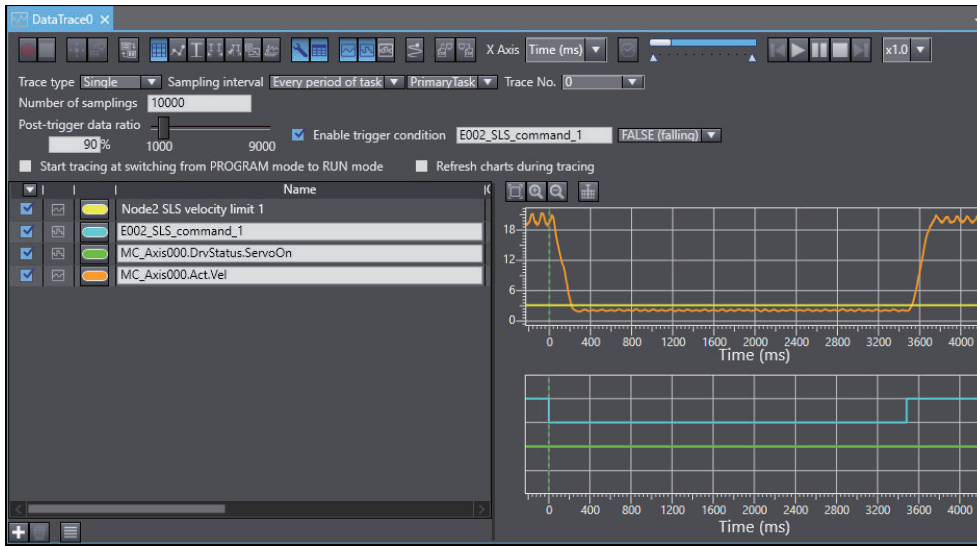 DataTrace0 ×
X Axis Time (ms) x1.0
Trace type Single Sampling interval Every period of task PrimaryTask Trace No. 0
Number of samplings 10000
Post-trigger data ratio
90 % 1000 9000 Enable trigger condition E002_SLS_command_1 FALSE (falling)
Start tracing at switching from PROGRAM mode to RUN mode Refresh charts during tracing
Name
Node2 SLS velocity limit 1
E002_SLS_command_1
MC_Axis000.DrvStatus.ServoOn
MC_Axis000.Act.Vel
18
12
6
0
0 400 800 1200 1600 2000 2400 2800 3200 3600 4000
Time (ms)
0 400 800 1200 1600 2000 2400 2800 3200 3600 4000
Time (ms)